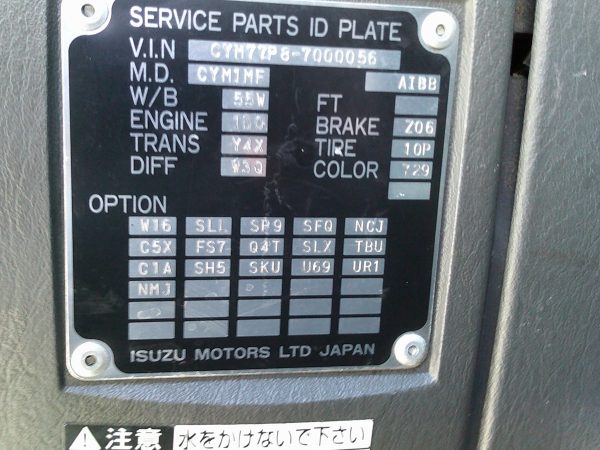 SERVICE PARTS ID PLATE
V.I.N CYM77P8-7000056
M.D. CYM1MF AIBB
W/B 55W FT
ENGINE 100 BRAKE Z06
TRANS Y4X TIRE 10P
DIFF W3Q COLOR 729
OPTION
W16 SLL SP9 SFQ NCJ
C5X FS7 Q4T SLX TBU
C1A SH5 SKU U69 UR1
NMJ
ISUZU MOTORS LTD JAPAN
注意 水をかけないで下さい